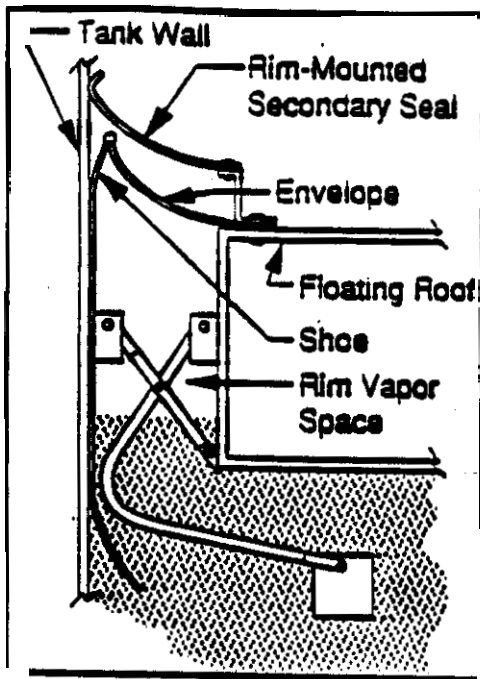 Tank Wall
Rim-Mounted
Secondary Seal
Envelope
Floating Roof
Shoe
Rim Vapor
Space